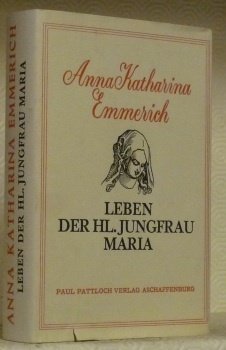 Anna Katharina
Emmerich
LEBEN
DER HL. JUNGFRAU
MARIA
PAUL PATTLOCH VERLAG ASCHAFFENBURG
ANNA KATHARINA EMMERICH
LEBEN DER HL. JUNGFRAU MARIA